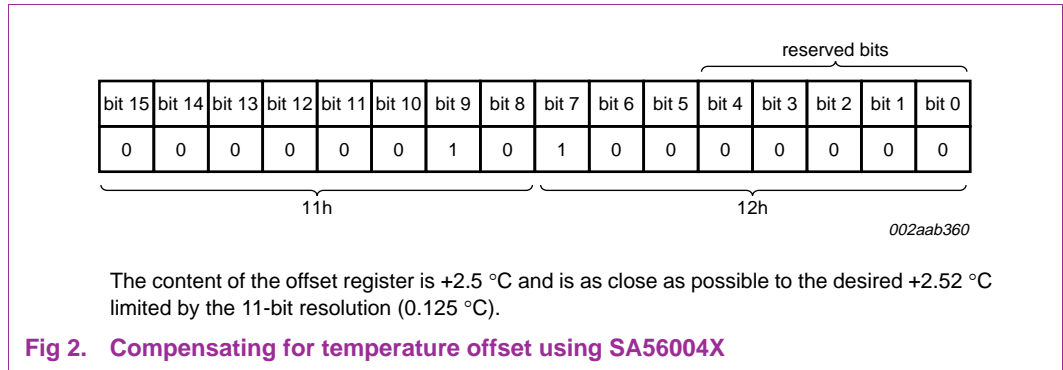 reserved bits
bit 15 bit 14 bit 13 bit 12 bit 11 bit 10 bit 9 bit 8 bit 7 bit 6 bit 5 bit 4 bit 3 bit 2 bit 1 bit 0
0 0 0 0 0 0 1 0 1 0 0 0 0 0 0 0
11h 12h
002aab360
The content of the offset register is +2.5 °C and is as close as possible to the desired +2.52 °C
limited by the 11-bit resolution (0.125 °C).
Fig 2. Compensating for temperature offset using SA56004X